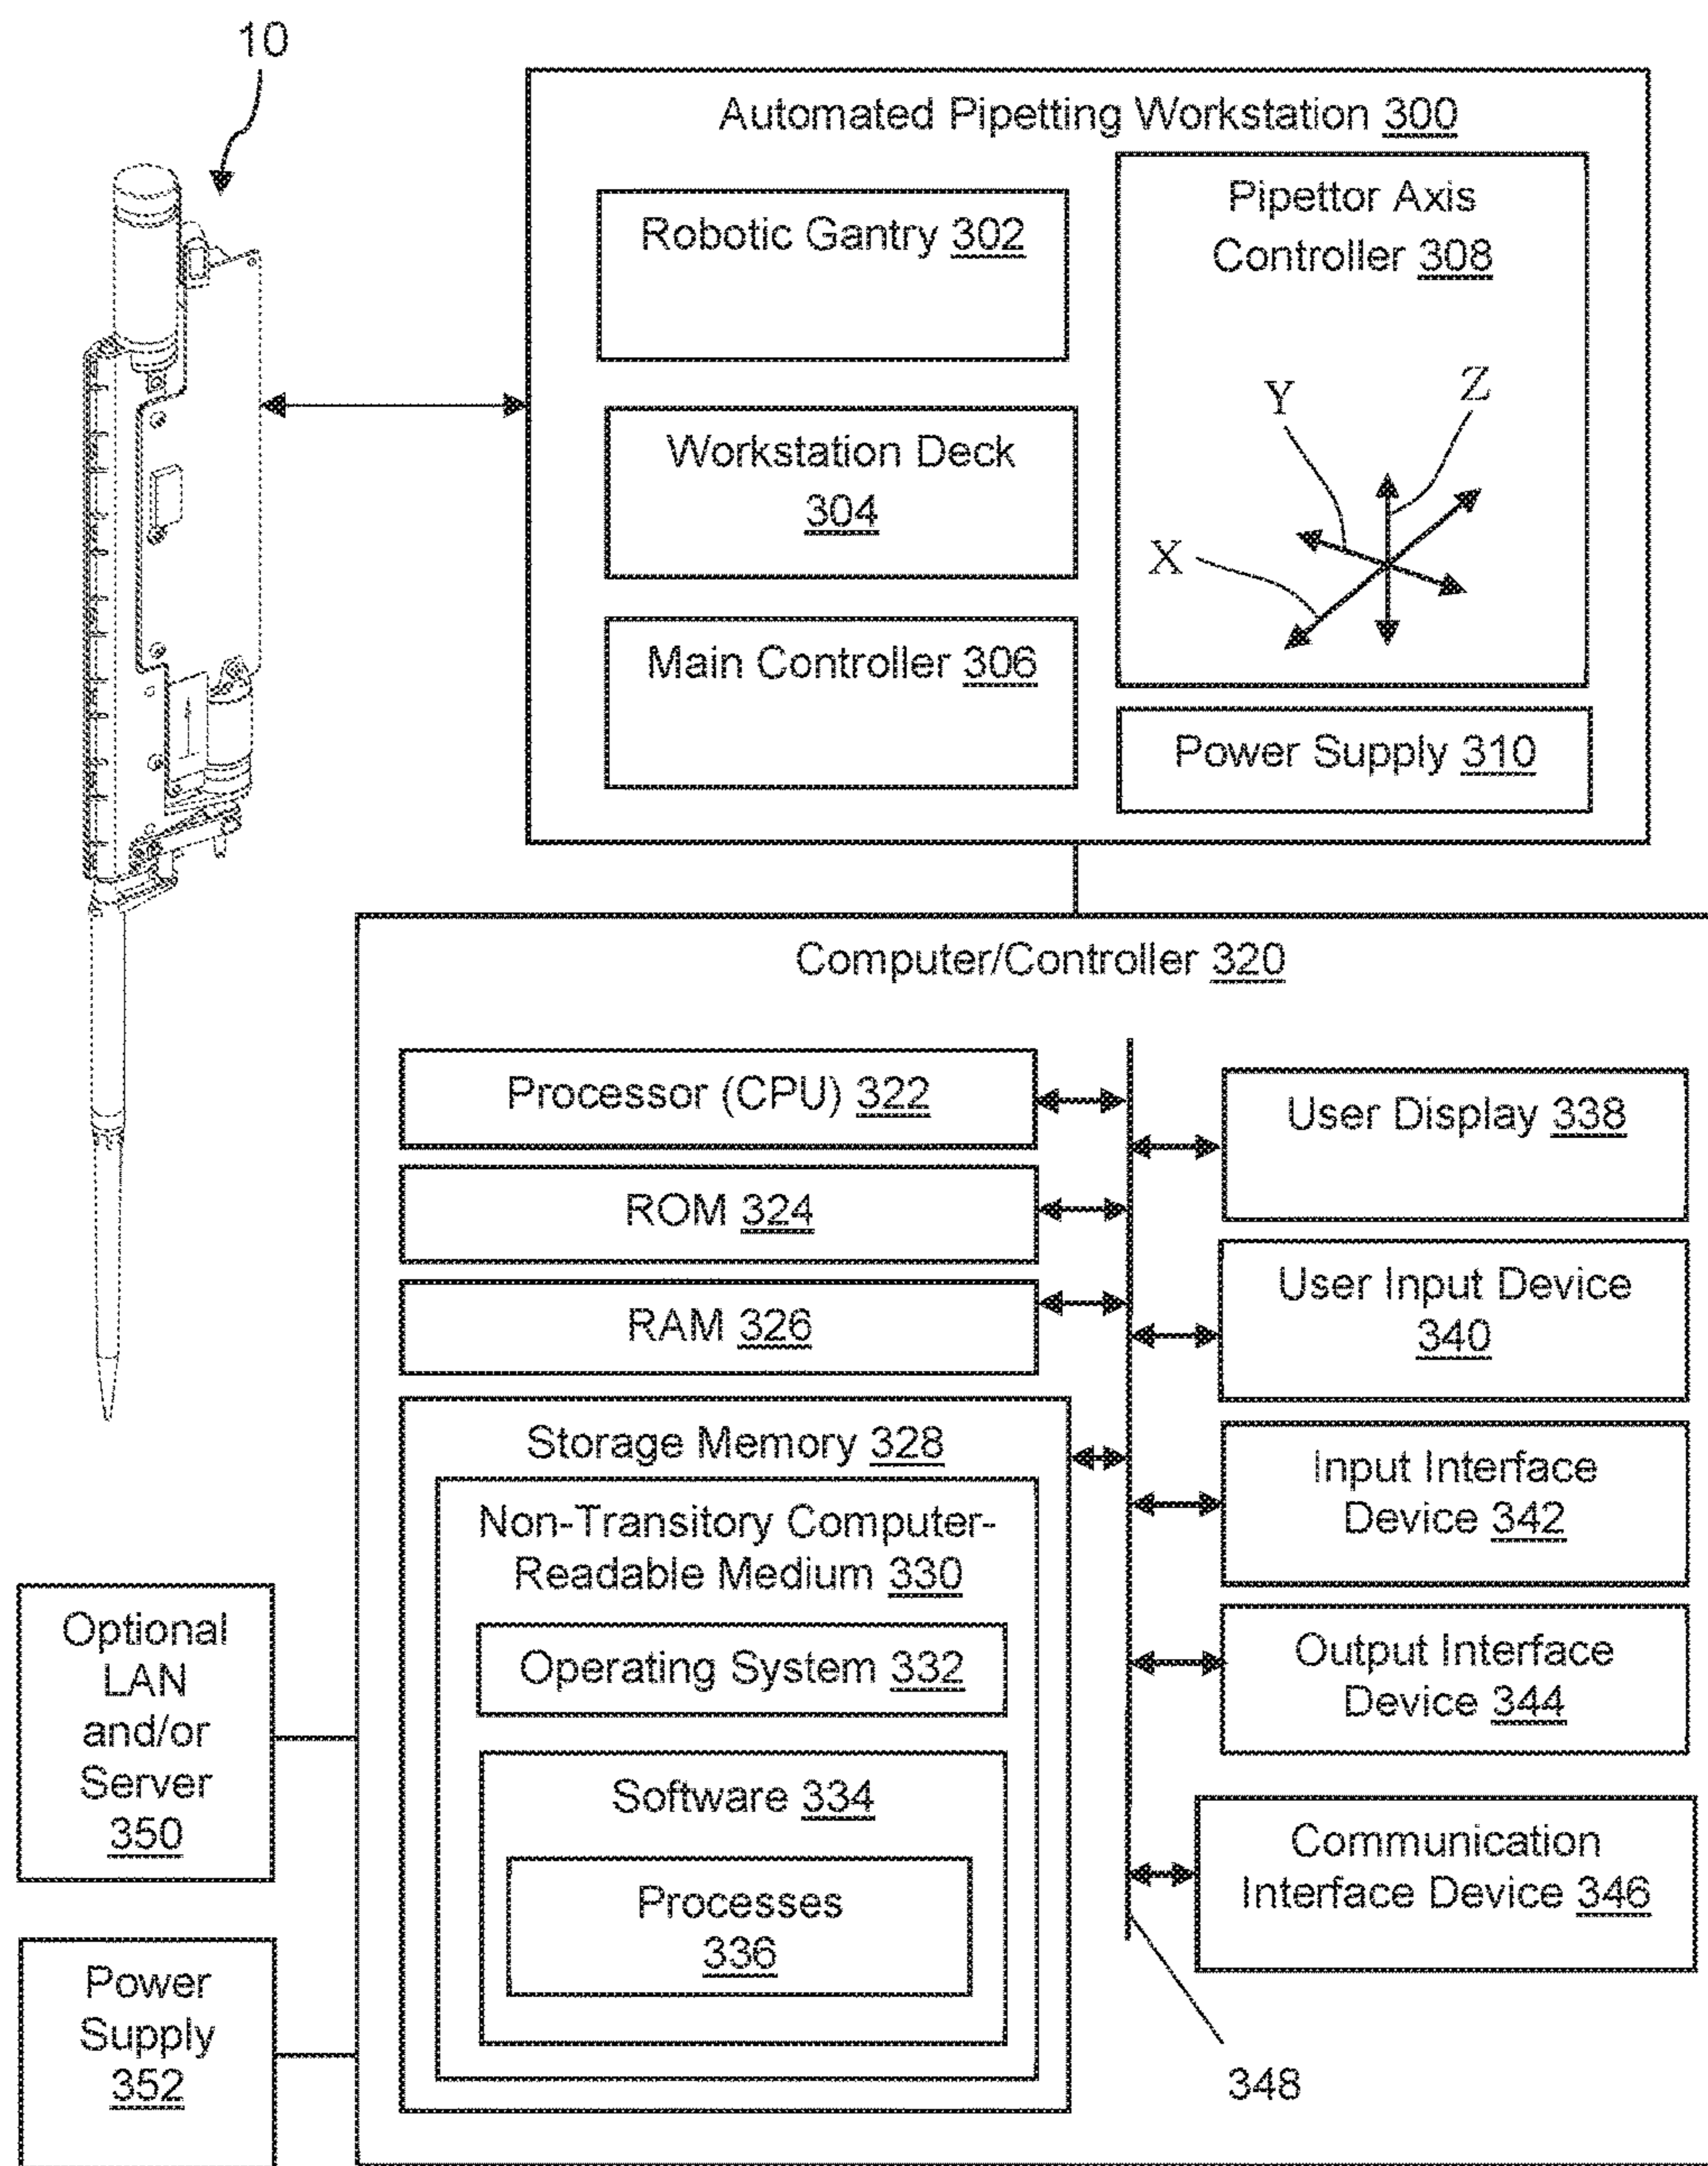 10
Automated Pipetting Workstation 300
Robotic Gantry 302
Pipettor Axis
Controller 308
Y
Z
X
Workstation Deck
304
Main Controller 306
Power Supply 310
Computer/Controller 320
Processor (CPU) 322
ROM 324
RAM 326
Storage Memory 328
Non-Transitory Computer-
Readable Medium 330
Operating System 332
Software 334
Processes
336
User Display 338
User Input Device
340
Input Interface
Device 342
Output Interface
Device 344
Communication
Interface Device 346
348
Optional
LAN
and/or
Server
350
Power
Supply
352